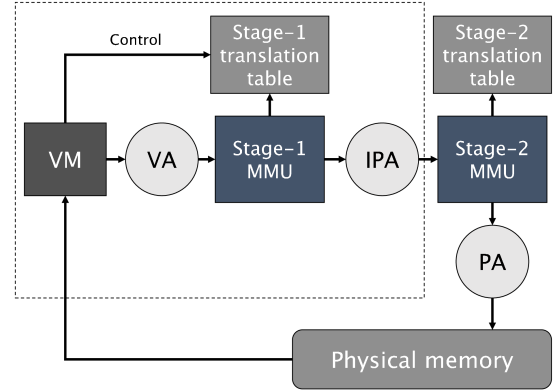 Control
Stage-1
translation
table
Stage-2
translation
table
VM
VA
Stage-1
MMU
IPA
Stage-2
MMU
PA
Physical memory